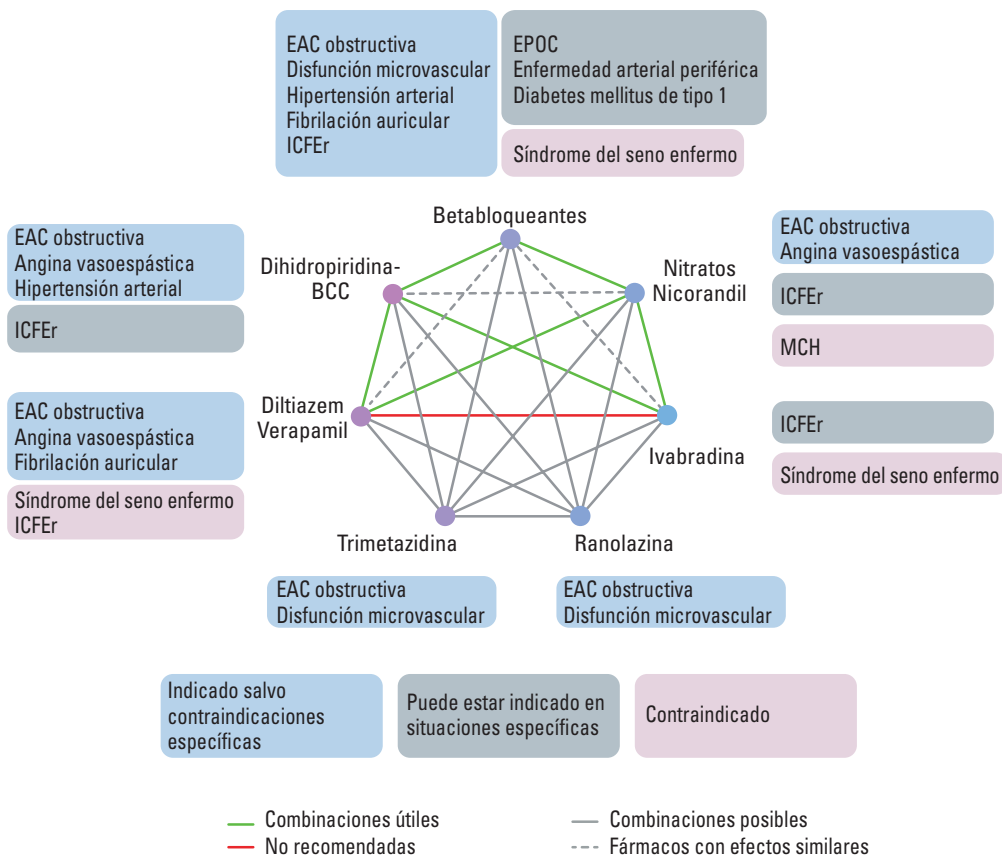 EAC obstructiva
Disfunción microvascular
Hipertensión arterial
Fibrilación auricular
ICFEr
EPOC
Enfermedad arterial periférica
Diabetes mellitus de tipo 1
Síndrome del seno enfermo
Betabloqueantes
EAC obstructiva
Angina vasoespástica
Hipertensión arterial
ICFEr
Dihidropiridina-
BCC
Nitratos
Nicorandil
EAC obstructiva
Angina vasoespástica
ICFEr
MCH
EAC obstructiva
Angina vasoespástica
Fibrilación auricular
Síndrome del seno enfermo
ICFEr
Diltiazem
Verapamil
Ivabradina
ICFEr
Síndrome del seno enfermo
Trimetazidina
Ranolazina
EAC obstructiva
Disfunción microvascular
EAC obstructiva
Disfunción microvascular
Indicado salvo
contraindicaciones
específicas
Puede estar indicado en
situaciones específicas
Contraindicado
Combinaciones útiles
No recomendadas
Combinaciones posibles
Fármacos con efectos similares